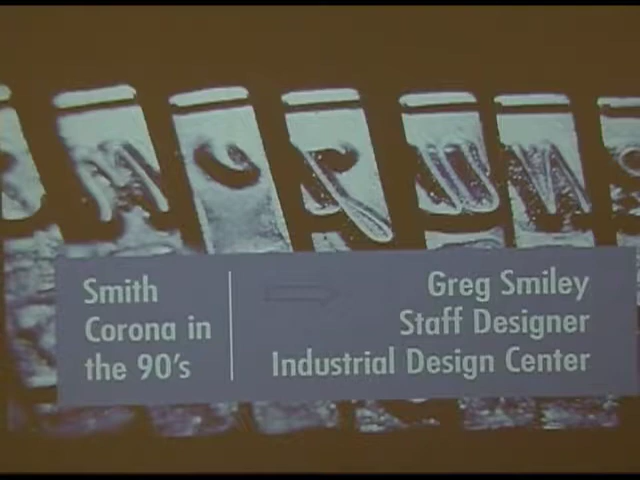 Smith
Corona in
the 90's
Greg Smiley
Staff Designer
Industrial Design Center